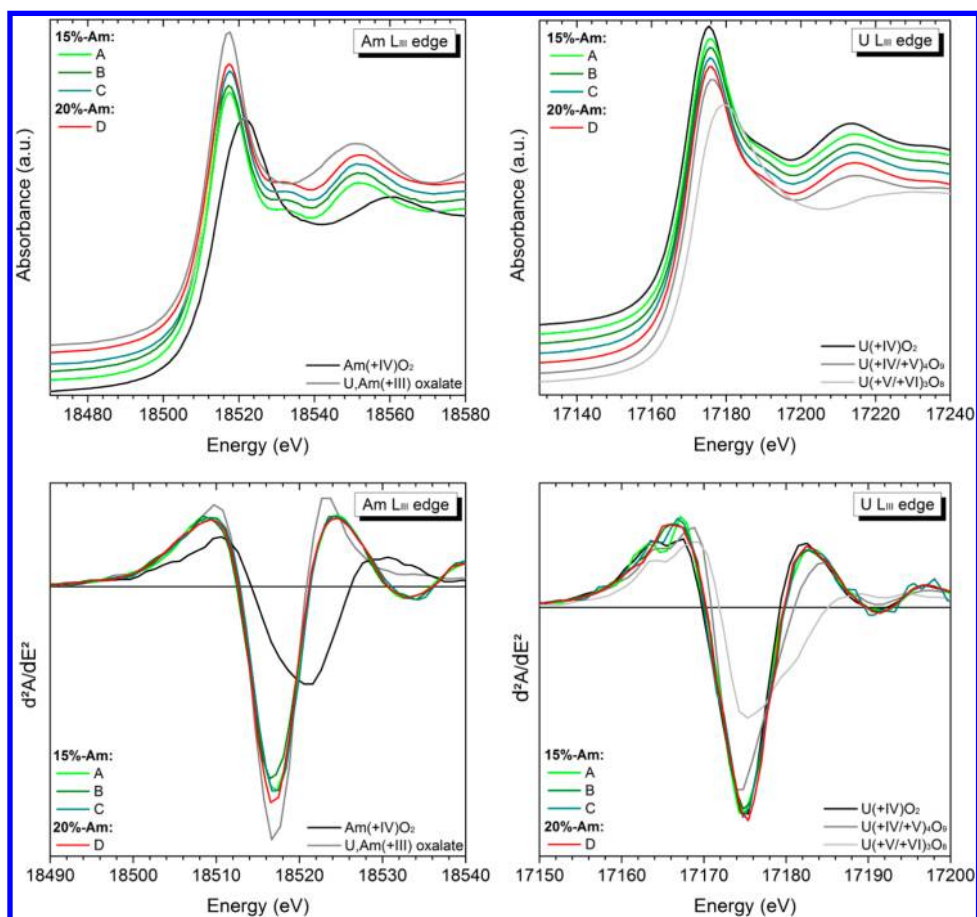 15%-Am:
A
B
C
20%-Am:
D
Am LIII edge
Absorbance (a.u.)
Am(+IV)O₂
U,Am(+III) oxalate
18480 18500 18520 18540 18560 18580
Energy (eV)
15%-Am:
A
B
C
20%-Am:
D
U LIII edge
Absorbance (a.u.)
U(+IV)O₂
U(+IV/+V)₄O₉
U(+V/+VI)₃O₈
17140 17160 17180 17200 17220 17240
Energy (eV)
Am LIII edge
d²A/dE²
15%-Am:
A
B
C
20%-Am:
D
Am(+IV)O₂
U,Am(+III) oxalate
18490 18500 18510 18520 18530 18540
Energy (eV)
U LIII edge
d²A/dE²
15%-Am:
A
B
C
20%-Am:
D
U(+IV)O₂
U(+IV/+V)₄O₉
U(+V/+VI)₃O₈
17150 17160 17170 17180 17190 17200
Energy (eV)